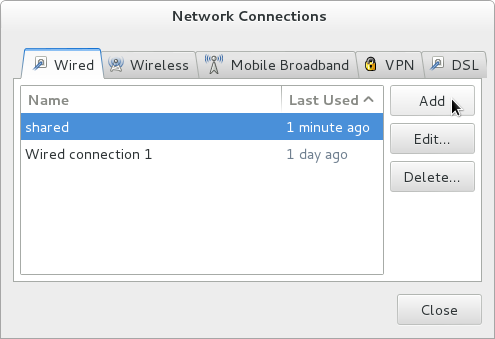 Network Connections
Wired Wireless Mobile Broadband VPN DSL
Name Last Used Add
shared 1 minute ago
Edit...
Wired connection 1 1 day ago
Delete...
Close